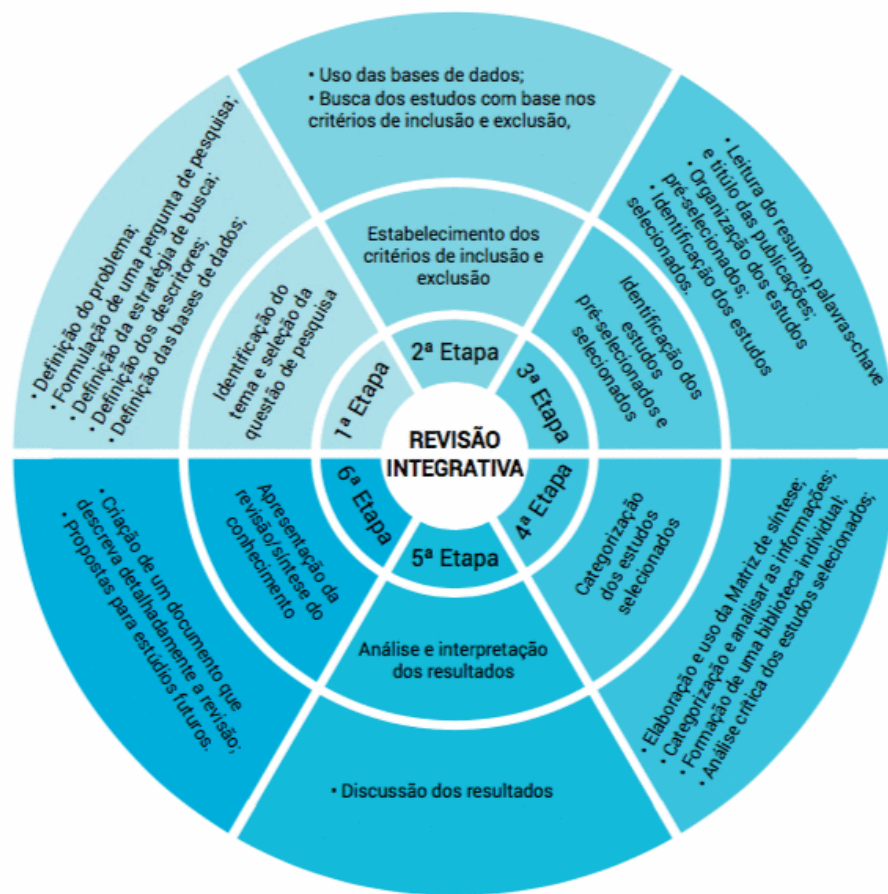 REVISÃO
INTEGRATIVA
1ª Etapa
Identificação do
tema e seleção da
questão de pesquisa
• Definição do problema;
• Formulação de uma pergunta de pesquisa;
• Definição da estratégia de busca;
• Definição dos descritores;
• Definição das bases de dados;
2ª Etapa
Estabelecimento dos
critérios de inclusão e
exclusão
• Uso das bases de dados;
• Busca dos estudos com base nos
critérios de inclusão e exclusão,
3ª Etapa
Identificação dos
estudos
pré-selecionados e
selecionados
• Leitura do resumo, palavras-chave
e titúlo das publicações;
• Organização dos estudos
pré-selecionados;
• Identificação dos estudos
selecionados.
4ª Etapa
Categorização
dos estudos
selecionados
• Elaboração e uso da Matriz de síntese;
• Categorização e analisar as informações;
• Formação de uma biblioteca individual;
• Análise crítica dos estudos selecionados;
5ª Etapa
Análise e interpretação
dos resultados
• Discussão dos resultados
6ª Etapa
Apresentação da
revisão/síntese do
conhecimento
• Criação de um documento que
descreva detalhadamente a revisão;
• Propostas para estúdios futuros.